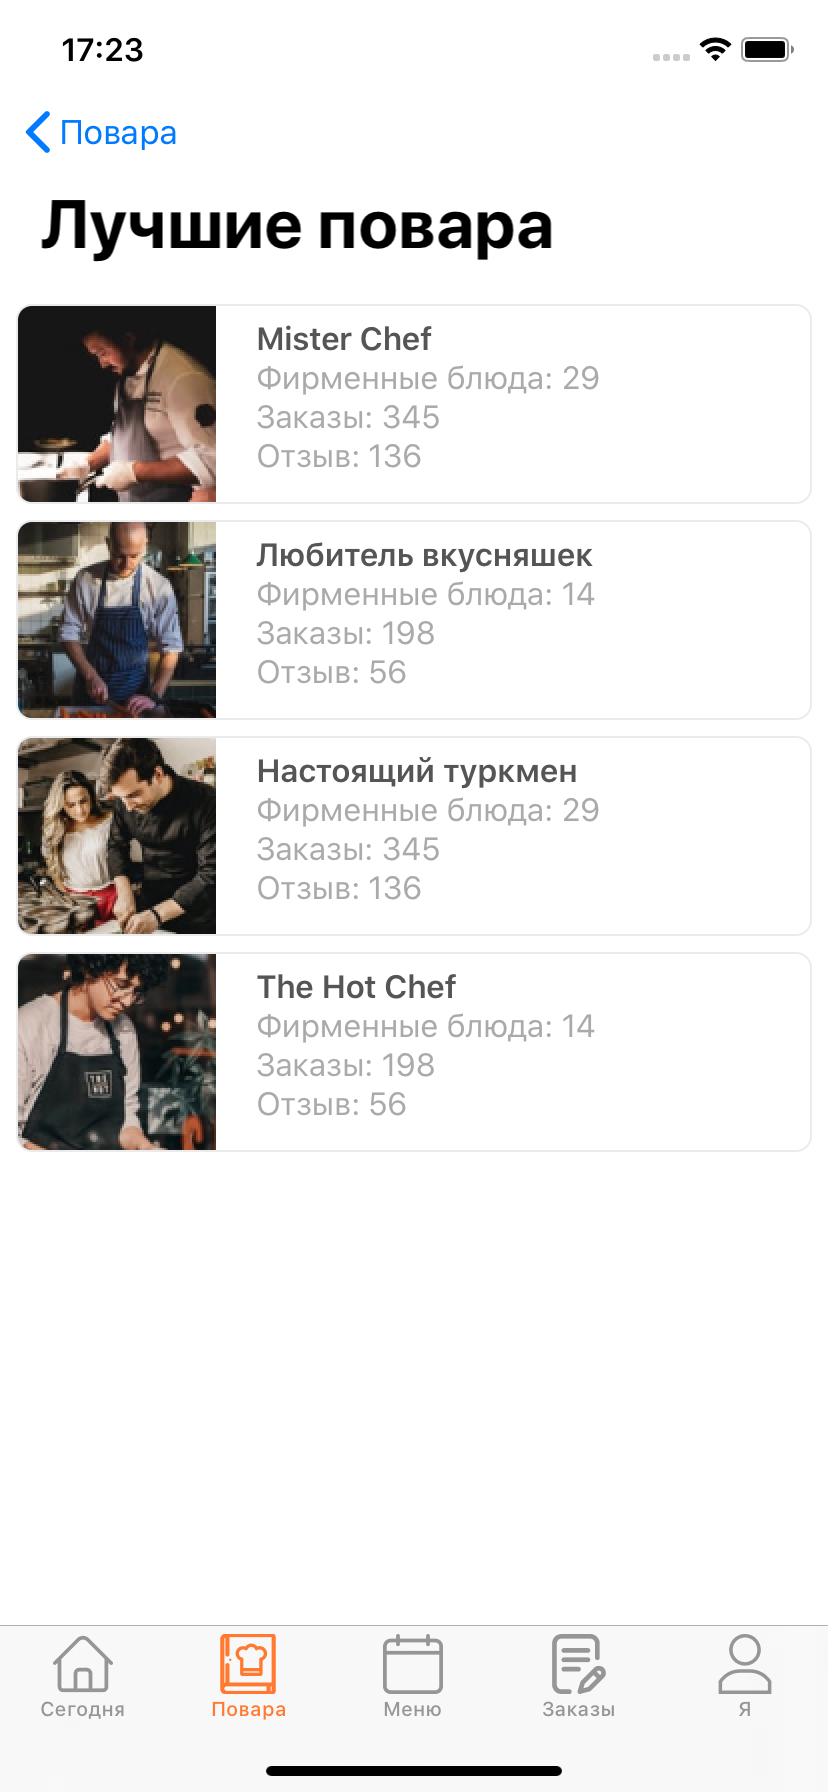 17:23
Повара
Лучшие повара
Mister Chef
Фирменные блюда: 29
Заказы: 345
Отзыв: 136
Любитель вкусняшек
Фирменные блюда: 14
Заказы: 198
Отзыв: 56
Настоящий туркмен
Фирменные блюда: 29
Заказы: 345
Отзыв: 136
The Hot Chef
Фирменные блюда: 14
Заказы: 198
Отзыв: 56
THE
HOT
Сегодня
Повара
Меню
Заказы
Я